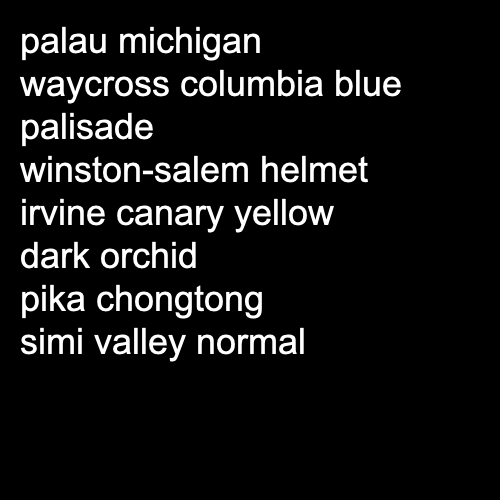 palau michigan
waycross columbia blue
palisade
winston-salem helmet
irvine canary yellow
dark orchid
pika chongtong
simi valley normal